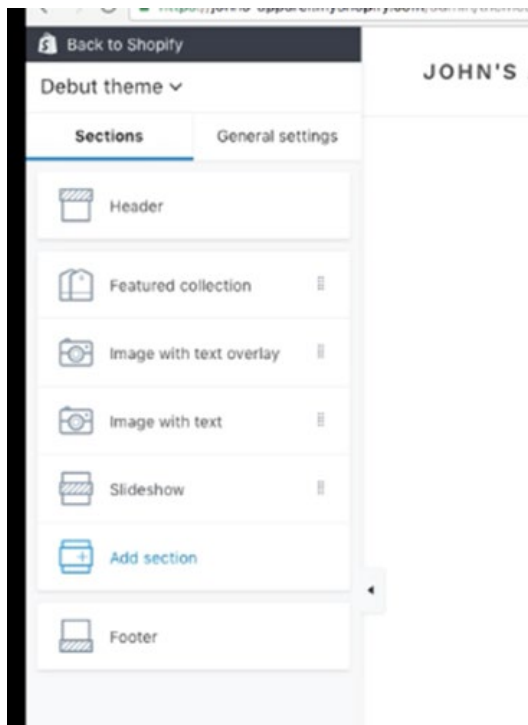 Back to Shopify
Debut theme
JOHN'S
Sections General settings
Header
Featured collection
Image with text overlay
Image with text
Slideshow
Add section
Footer